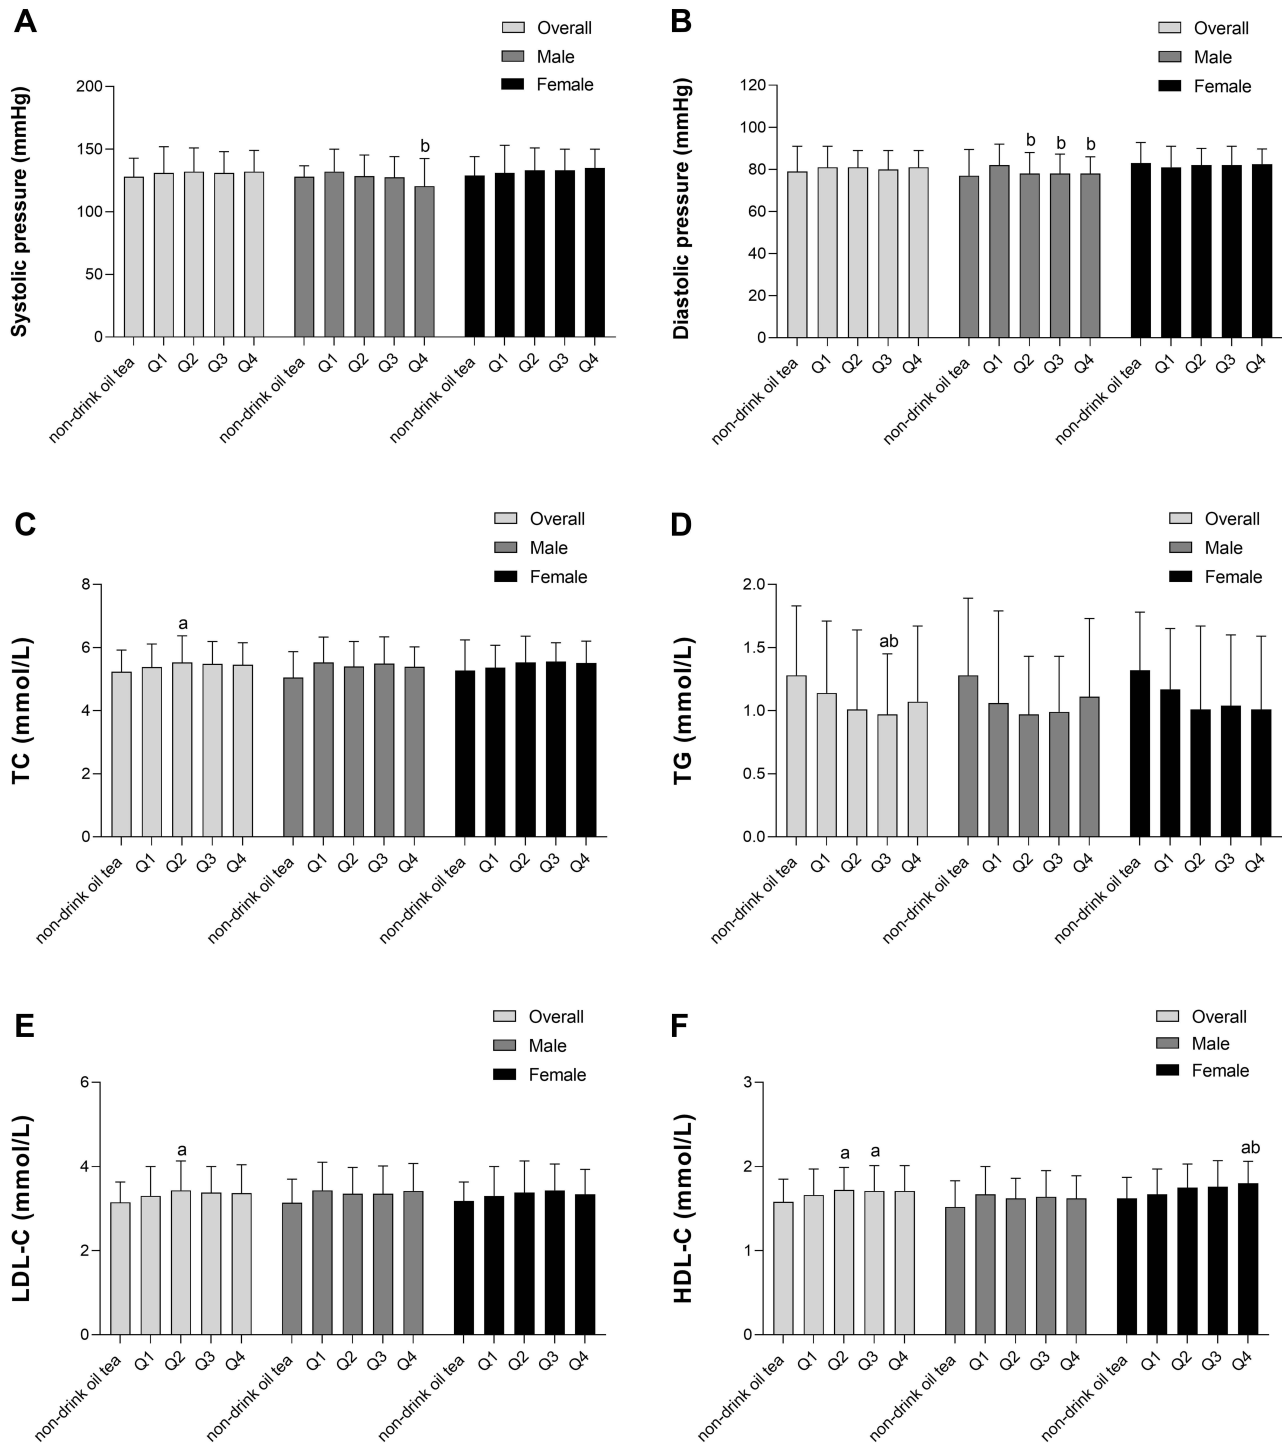 A
Overall
Male
Female
Systolic pressure (mmHg)
200
150
100
50
0
b
non-drink oil tea Q1 Q2 Q3 Q4 non-drink oil tea Q1 Q2 Q3 Q4 non-drink oil tea Q1 Q2 Q3 Q4
B
Overall
Male
Female
Diastolic pressure (mmHg)
120
100
80
60
40
20
0
b b b
non-drink oil tea Q1 Q2 Q3 Q4 non-drink oil tea Q1 Q2 Q3 Q4 non-drink oil tea Q1 Q2 Q3 Q4
C
Overall
Male
Female
TC (mmol/L)
8
6
4
2
0
a
non-drink oil tea Q1 Q2 Q3 Q4 non-drink oil tea Q1 Q2 Q3 Q4 non-drink oil tea Q1 Q2 Q3 Q4
D
Overall
Male
Female
TG (mmol/L)
2.0
1.5
1.0
0.5
0.0
ab
non-drink oil tea Q1 Q2 Q3 Q4 non-drink oil tea Q1 Q2 Q3 Q4 non-drink oil tea Q1 Q2 Q3 Q4
E
Overall
Male
Female
LDL-C (mmol/L)
6
4
2
0
a
non-drink oil tea Q1 Q2 Q3 Q4 non-drink oil tea Q1 Q2 Q3 Q4 non-drink oil tea Q1 Q2 Q3 Q4
F
Overall
Male
Female
HDL-C (mmol/L)
3
2
1
0
a a ab
non-drink oil tea Q1 Q2 Q3 Q4 non-drink oil tea Q1 Q2 Q3 Q4 non-drink oil tea Q1 Q2 Q3 Q4